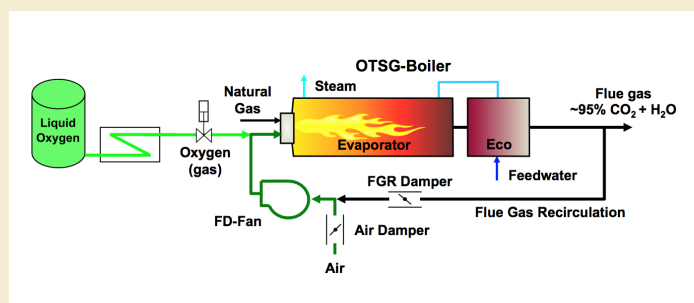 OTSG-Boiler
Liquid
Oxygen
Natural
Gas
Steam
Oxygen
(gas)
Evaporator
Eco
Flue gas
~95% CO₂ + H₂O
Feedwater
FGR Damper
Flue Gas Recirculation
FD-Fan
Air Damper
Air